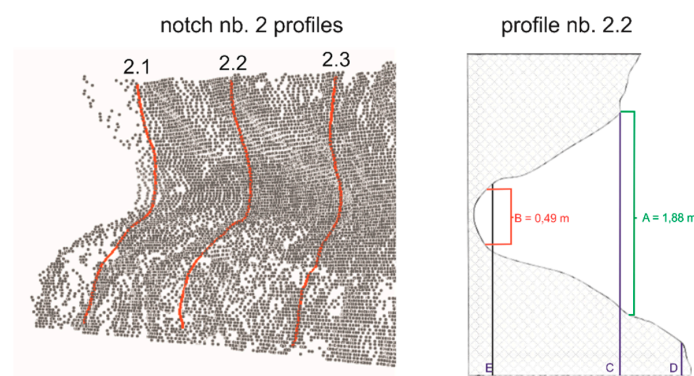 notch nb. 2 profiles
profile nb. 2.2
2.1
2.2
2.3
B = 0,49 m
A = 1,88 m
E
C
D